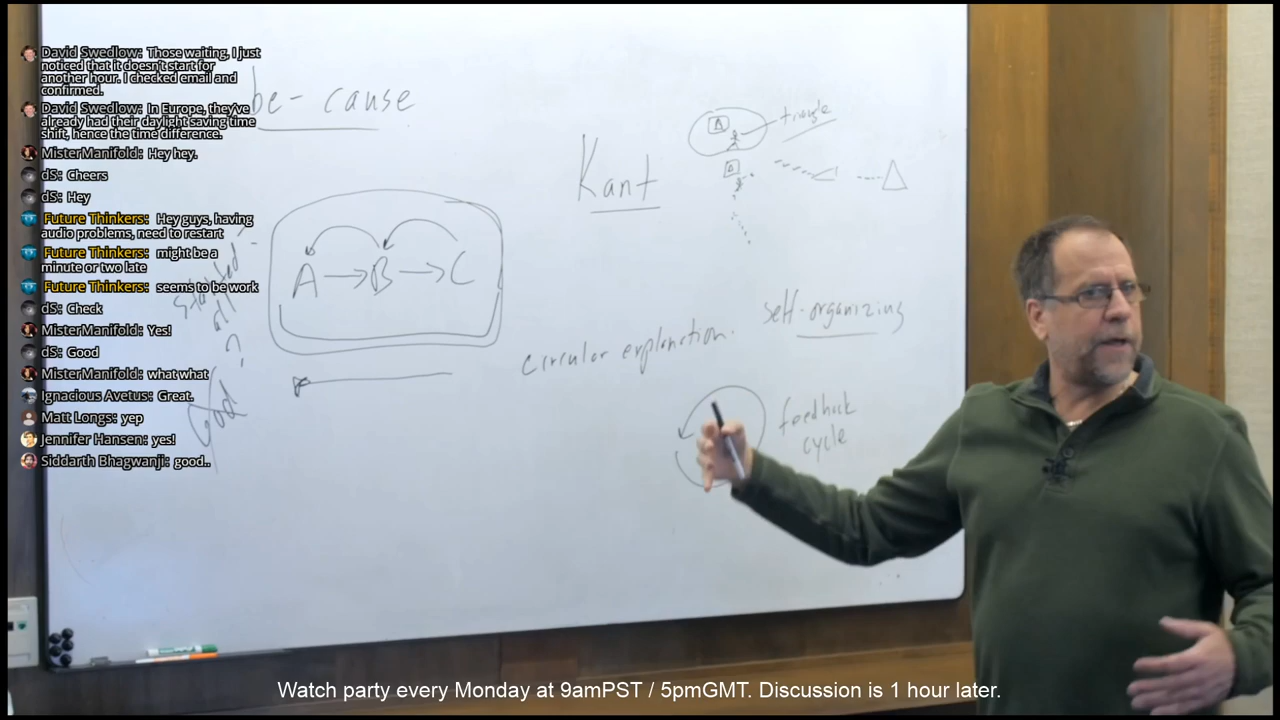 David Swedlow: Those waiting, I just
noticed that it doesn't start for
another hour. I checked email and
confirmed.
David Swedlow: In Europe, they've
already had their daylight saving time
shift, hence the time difference.
MisterManifold: Hey hey.
dS: Cheers
dS: Hey
Future Thinkers: Hey guys, having
audio problems, need to restart
Future Thinkers: might be a
minute or two late
Future Thinkers: seems to be work
dS: Check
MisterManifold: Yes!
dS: Good
MisterManifold: what what
Ignacious Avetus: Great.
Matt Longs: yep
Jennifer Hansen: yes!
Siddarth Bhagwanji: good..
be-cause
A → B → C
started
all
God?
Kant
triangle
circular explanation.
self-organizing
feedback
cycle
Watch party every Monday at 9amPST / 5pmGMT. Discussion is 1 hour later.